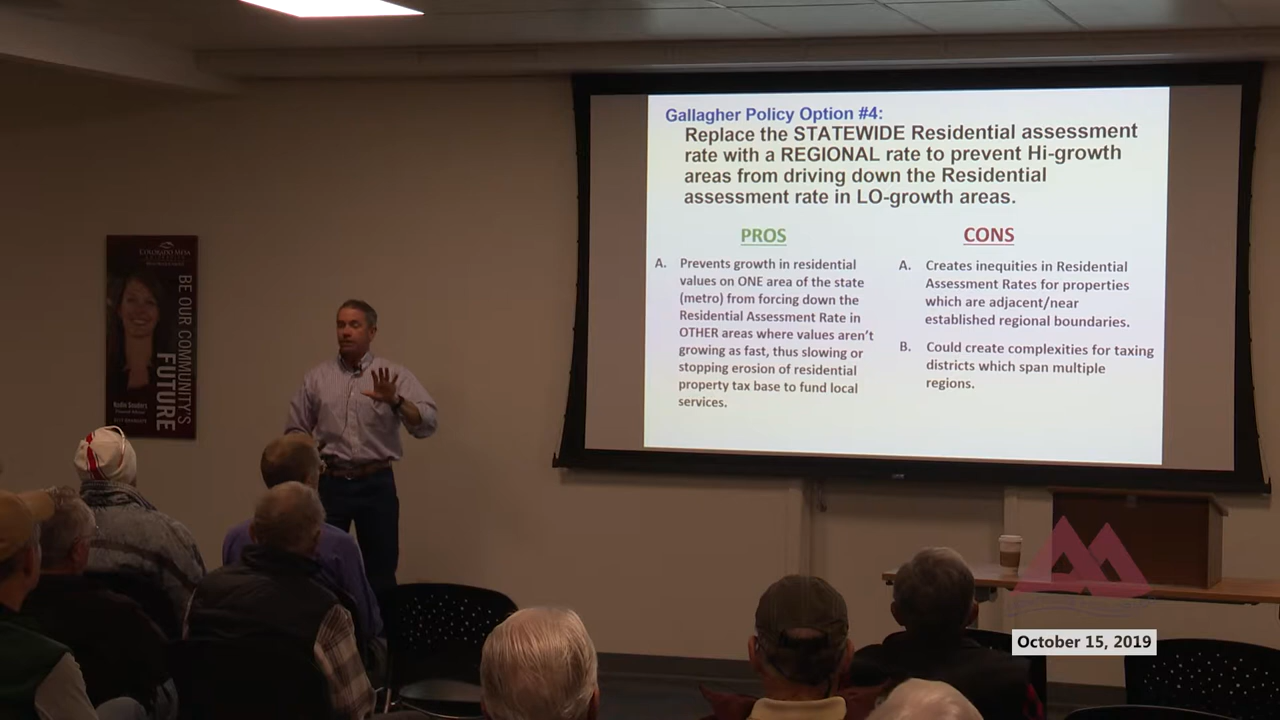 Gallagher Policy Option #4:
Replace the STATEWIDE Residential assessment
rate with a REGIONAL rate to prevent Hi-growth
areas from driving down the Residential
assessment rate in LO-growth areas.
PROS
A. Prevents growth in residential
values on ONE area of the state
(metro) from forcing down the
Residential Assessment Rate in
OTHER areas where values aren't
growing as fast, thus slowing or
stopping erosion of residential
property tax base to fund local
services.
CONS
A. Creates inequities in Residential
Assessment Rates for properties
which are adjacent/near
established regional boundaries.
B. Could create complexities for taxing
districts which span multiple
regions.
COLORADO MESA
BE OUR COMMUNITY'S
FUTURE
October 15, 2019